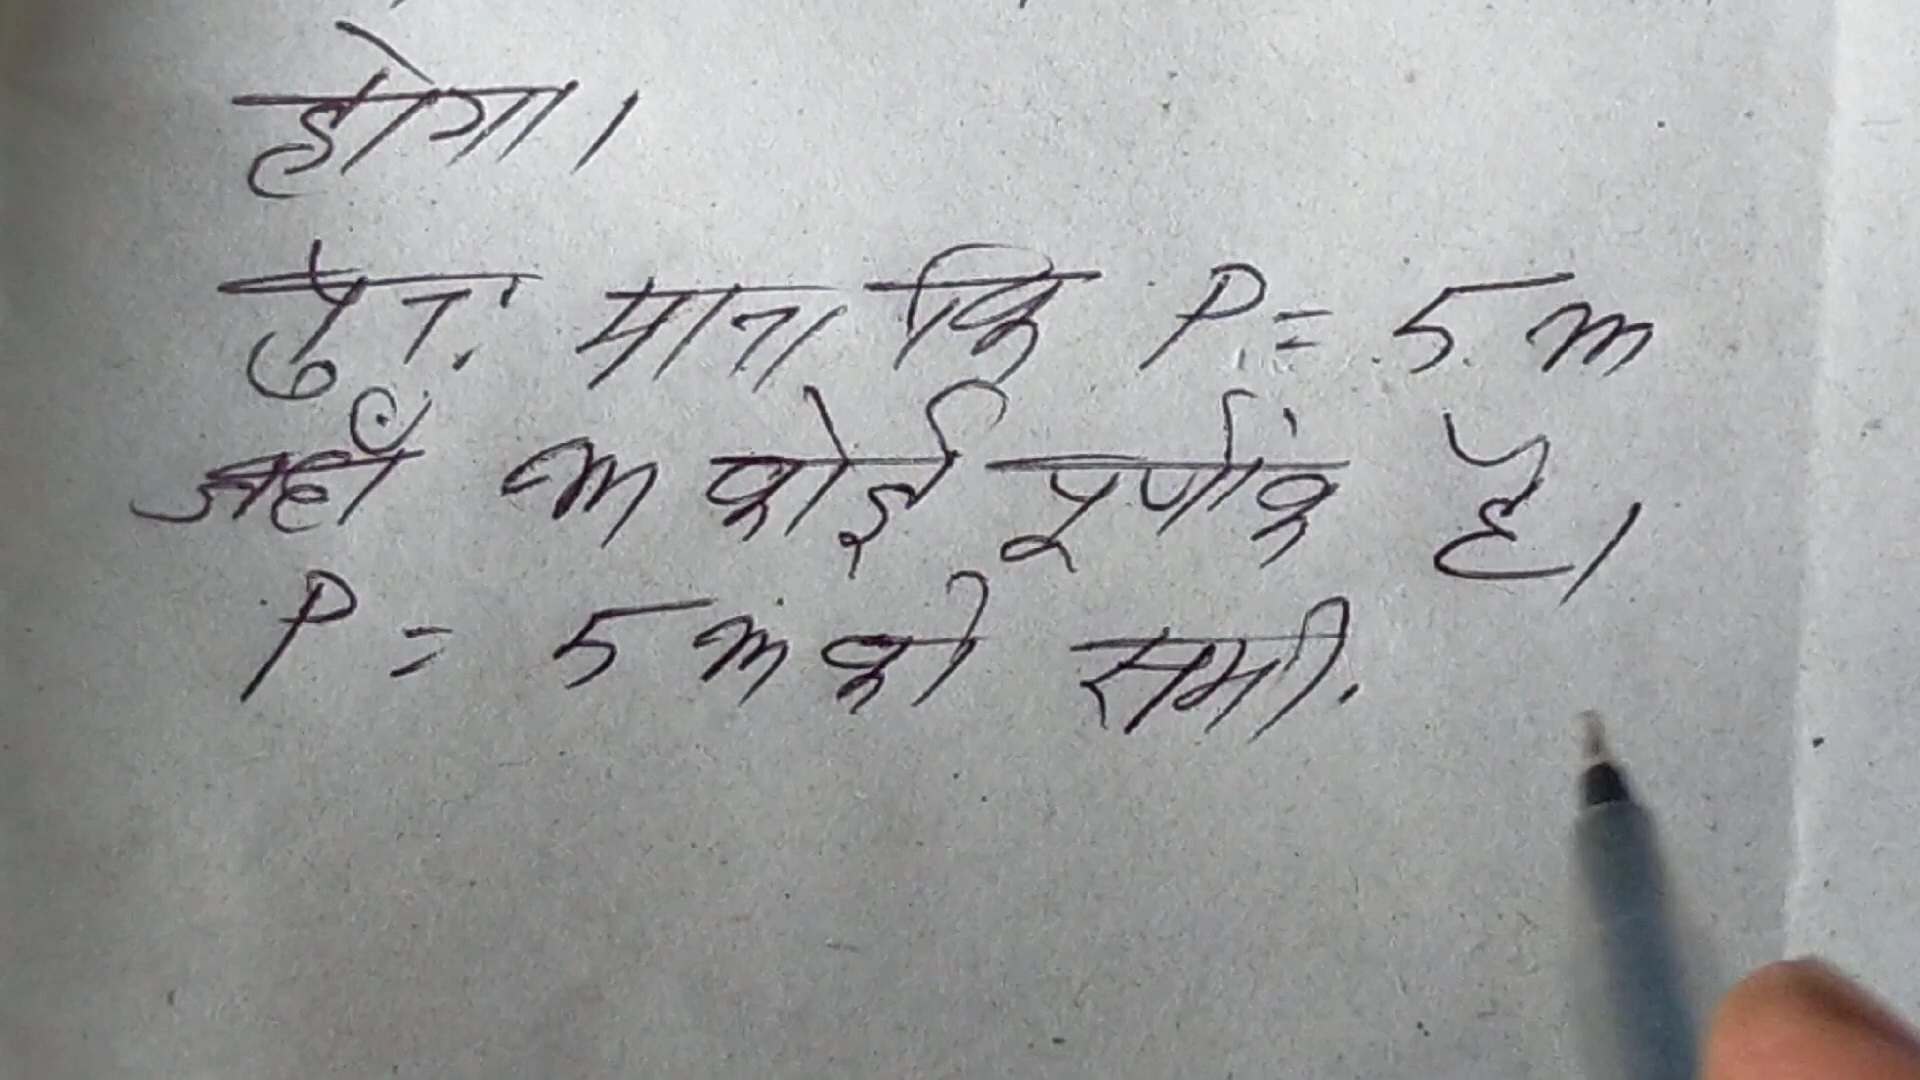 होगा।
पुनः माना कि P = 5m
जहाँ m कोई पूर्णांक है।
P = 5m को समी.